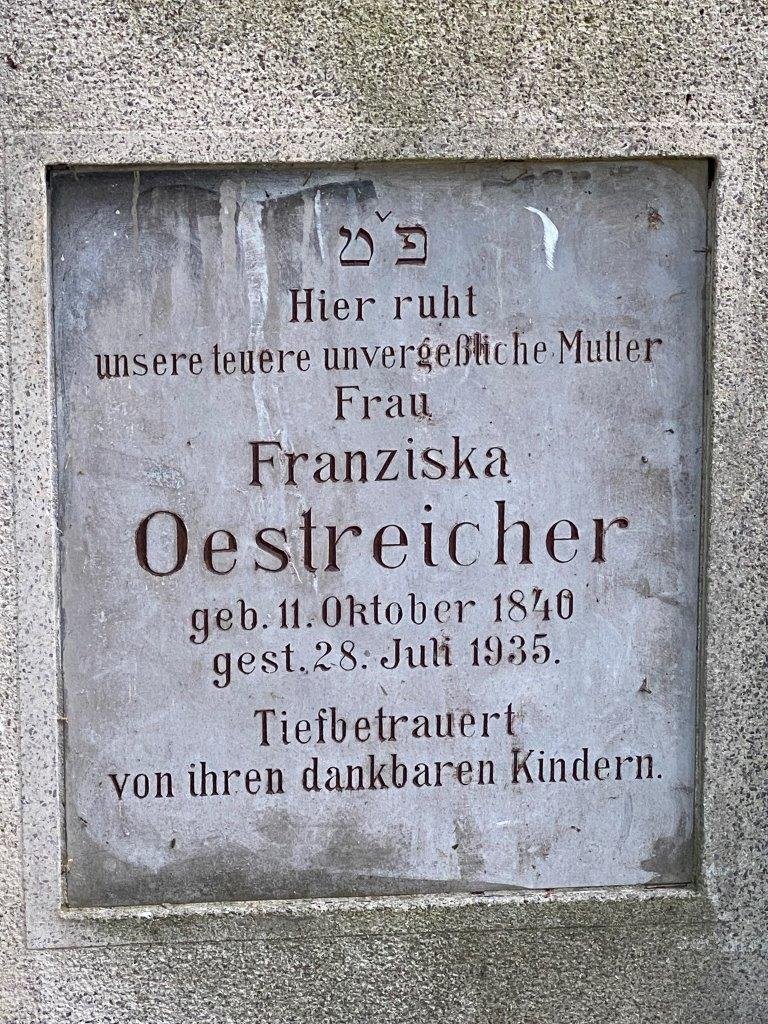 פˇט
Hier ruht
unsere teuere unvergeßliche Mutter
Frau
Franziska
Oestreicher
geb. 11. Oktober 1840
gest. 28. Juli 1935.
Tiefbetrauert
von ihren dankbaren Kindern.